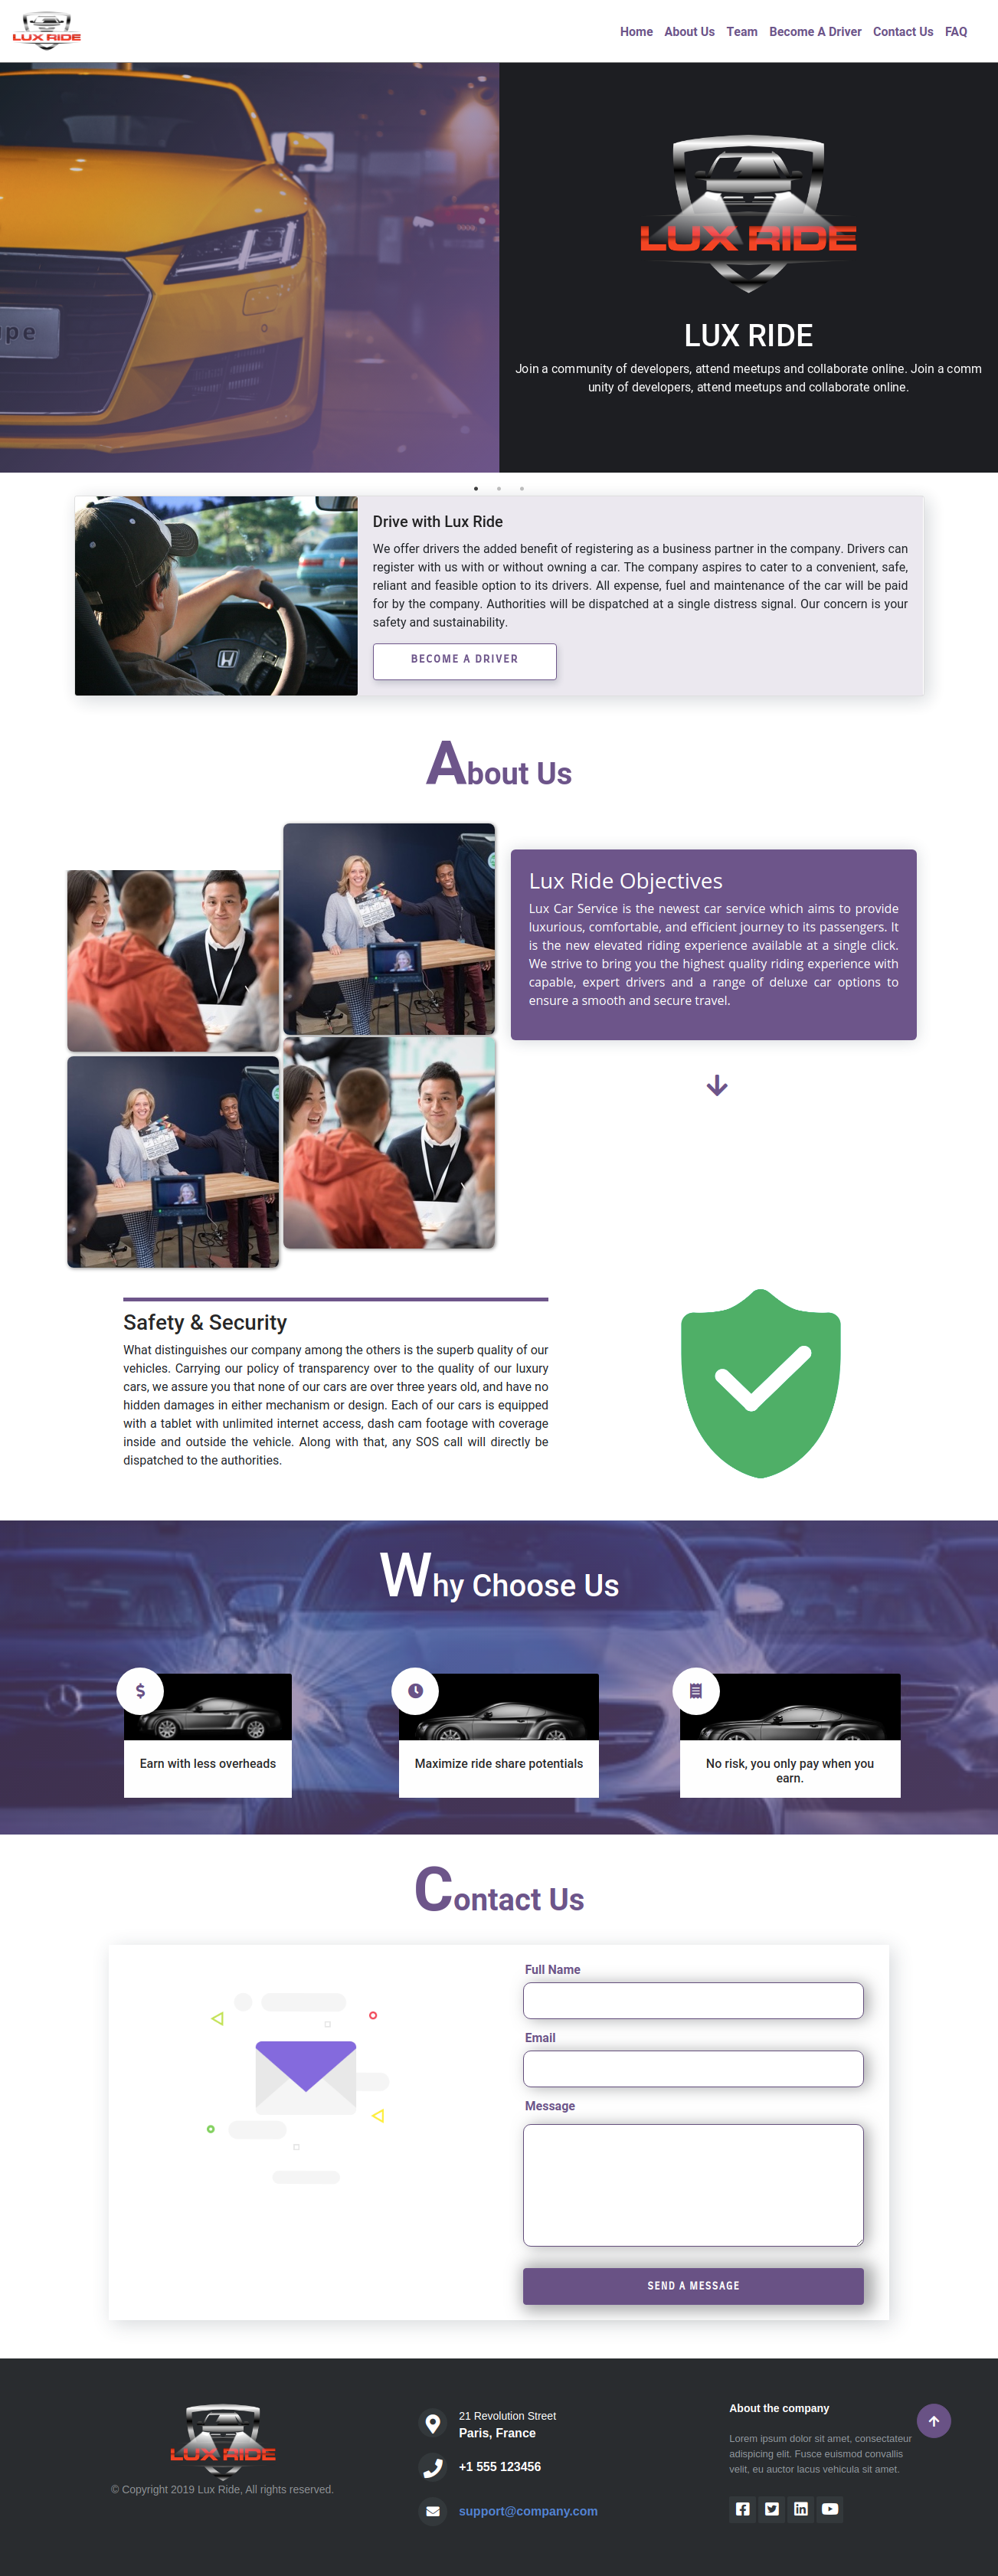 LUX RIDE
Home About Us Team Become A Driver Contact Us FAQ
upe
LUX RIDE
LUX RIDE
Join a community of developers, attend meetups and collaborate online. Join a comm
unity of developers, attend meetups and collaborate online.
Drive with Lux Ride
We offer drivers the added benefit of registering as a business partner in the company. Drivers can
register with us with or without owning a car. The company aspires to cater to a convenient, safe,
reliant and feasible option to its drivers. All expense, fuel and maintenance of the car will be paid
for by the company. Authorities will be dispatched at a single distress signal. Our concern is your
safety and sustainability.
BECOME A DRIVER
About Us
Lux Ride Objectives
Lux Car Service is the newest car service which aims to provide
luxurious, comfortable, and efficient journey to its passengers. It
is the new elevated riding experience available at a single click.
We strive to bring you the highest quality riding experience with
capable, expert drivers and a range of deluxe car options to
ensure a smooth and secure travel.
Safety & Security
What distinguishes our company among the others is the superb quality of our
vehicles. Carrying our policy of transparency over to the quality of our luxury
cars, we assure you that none of our cars are over three years old, and have no
hidden damages in either mechanism or design. Each of our cars is equipped
with a tablet with unlimited internet access, dash cam footage with coverage
inside and outside the vehicle. Along with that, any SOS call will directly be
dispatched to the authorities.
Why Choose Us
Earn with less overheads
Maximize ride share potentials
No risk, you only pay when you
earn.
Contact Us
Full Name
Email
Message
SEND A MESSAGE
LUX RIDE
© Copyright 2019 Lux Ride, All rights reserved.
21 Revolution Street
Paris, France
+1 555 123456
support@company.com
About the company
Lorem ipsum dolor sit amet, consectateur
adispicing elit. Fusce euismod convallis
velit, eu auctor lacus vehicula sit amet.